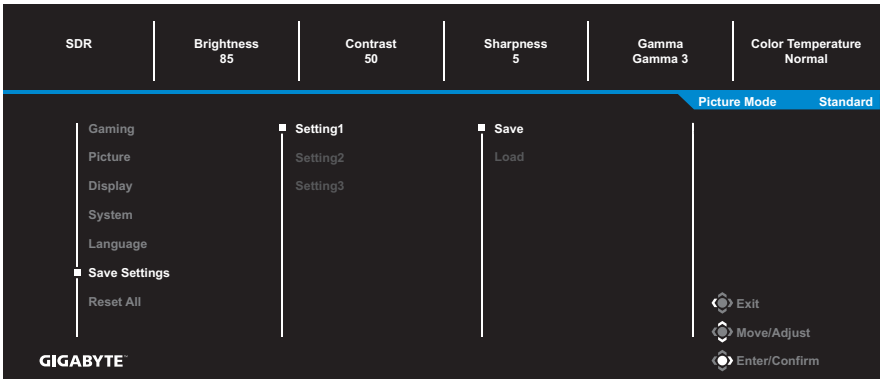 SDR
Brightness
85
Contrast
50
Sharpness
5
Gamma
Gamma 3
Color Temperature
Normal
Picture Mode Standard
Gaming
Picture
Display
System
Language
Save Settings
Reset All
Setting1
Setting2
Setting3
Save
Load
Exit
Move/Adjust
Enter/Confirm
GIGABYTE™